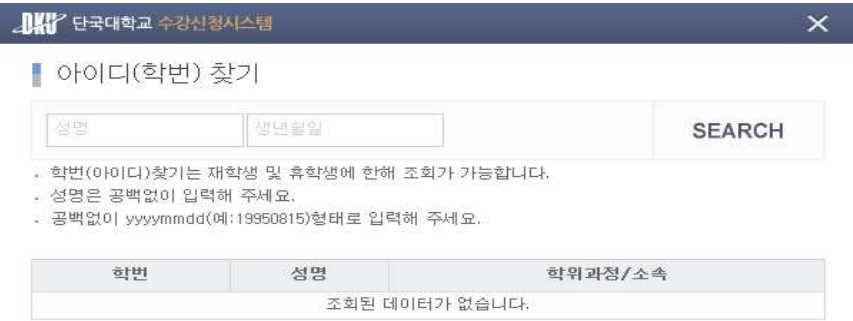 DKU 단국대학교 수강신청시스템
아이디(학번) 찾기
성명 생년월일 SEARCH
. 학번(아이디)찾기는 재학생 및 휴학생에 한해 조회가 가능합니다.
. 성명은 공백없이 입력해 주세요.
. 공백없이 yyyymmdd(예:19950815)형태로 입력해 주세요.
학번 성명 학위과정/소속
조회된 데이터가 없습니다.